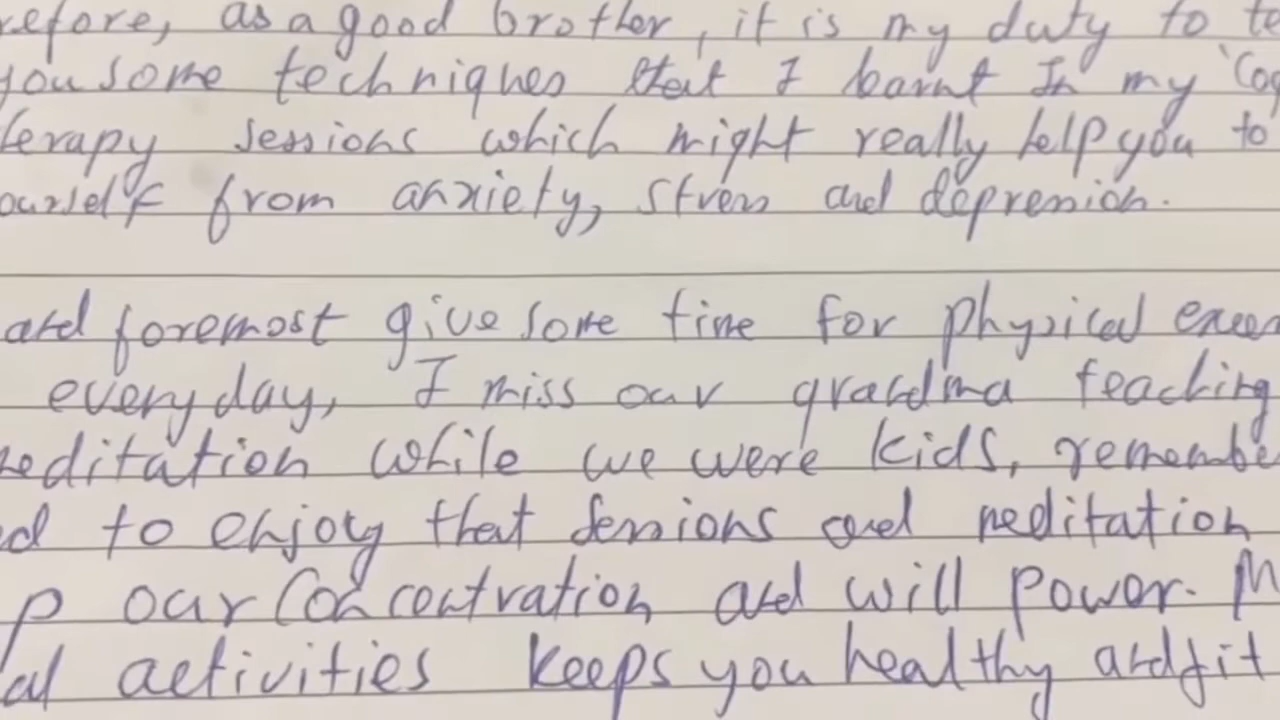 refore, as a good brother, it is my duty to te
you some techniques that I learnt In my 'Cog
erapy sessions which might really help you to
ourself from anxiety, stress and depression.
and foremost give some time for physical exer
everyday, I miss our grandma teaching
meditation while we were kids, remembe
d to enjoy that sessions and meditation
p our Concentration and will power. M
al activities keeps you healthy and fit